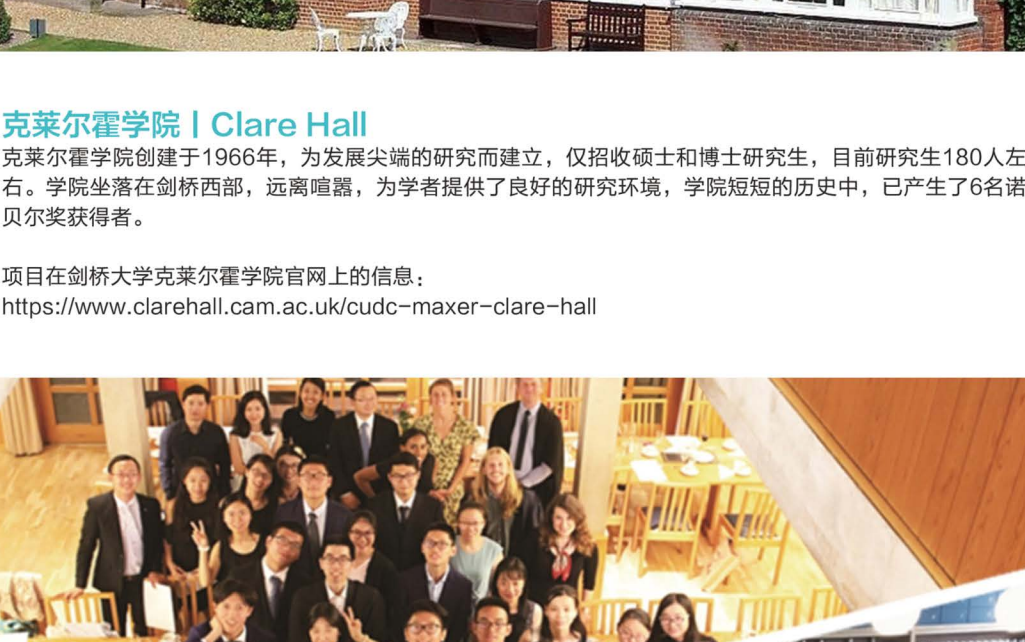 克莱尔霍学院 | Clare Hall
克莱尔霍学院创建于1966年，为发展尖端的研究而建立，仅招收硕士和博士研究生，目前研究生180人左
右。学院坐落在剑桥西部，远离喧嚣，为学者提供了良好的研究环境，学院短短的历史中，已产生了6名诺
贝尔奖获得者。
项目在剑桥大学克莱尔霍学院官网上的信息：
https://www.clarehall.cam.ac.uk/cudc-maxer-clare-hall